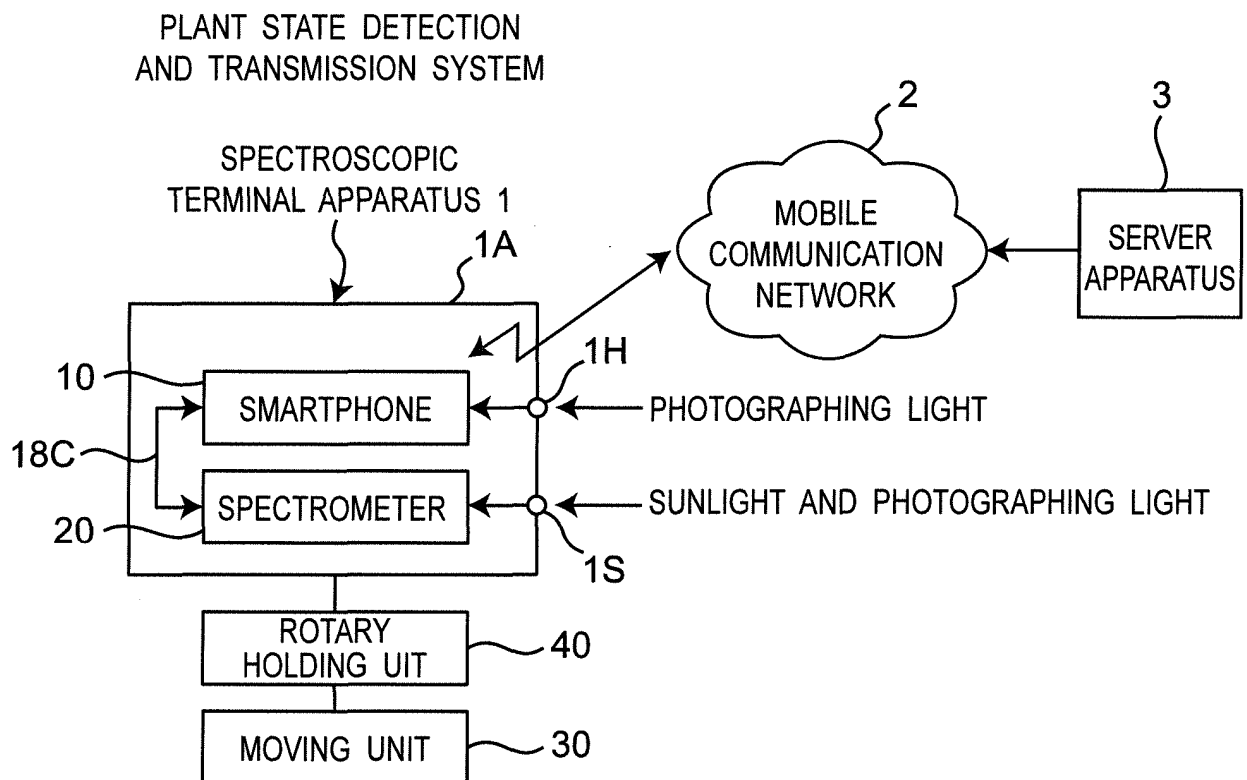 PLANT STATE DETECTION
AND TRANSMISSION SYSTEM
2
3
SPECTROSCOPIC
TERMINAL APPARATUS 1
1A
MOBILE
COMMUNICATION
NETWORK
SERVER
APPARATUS
10
SMARTPHONE
1H
PHOTOGRAPHING LIGHT
18C
SPECTROMETER
SUNLIGHT AND PHOTOGRAPHING LIGHT
20
1S
ROTARY
HOLDING UIT
40
MOVING UNIT
30